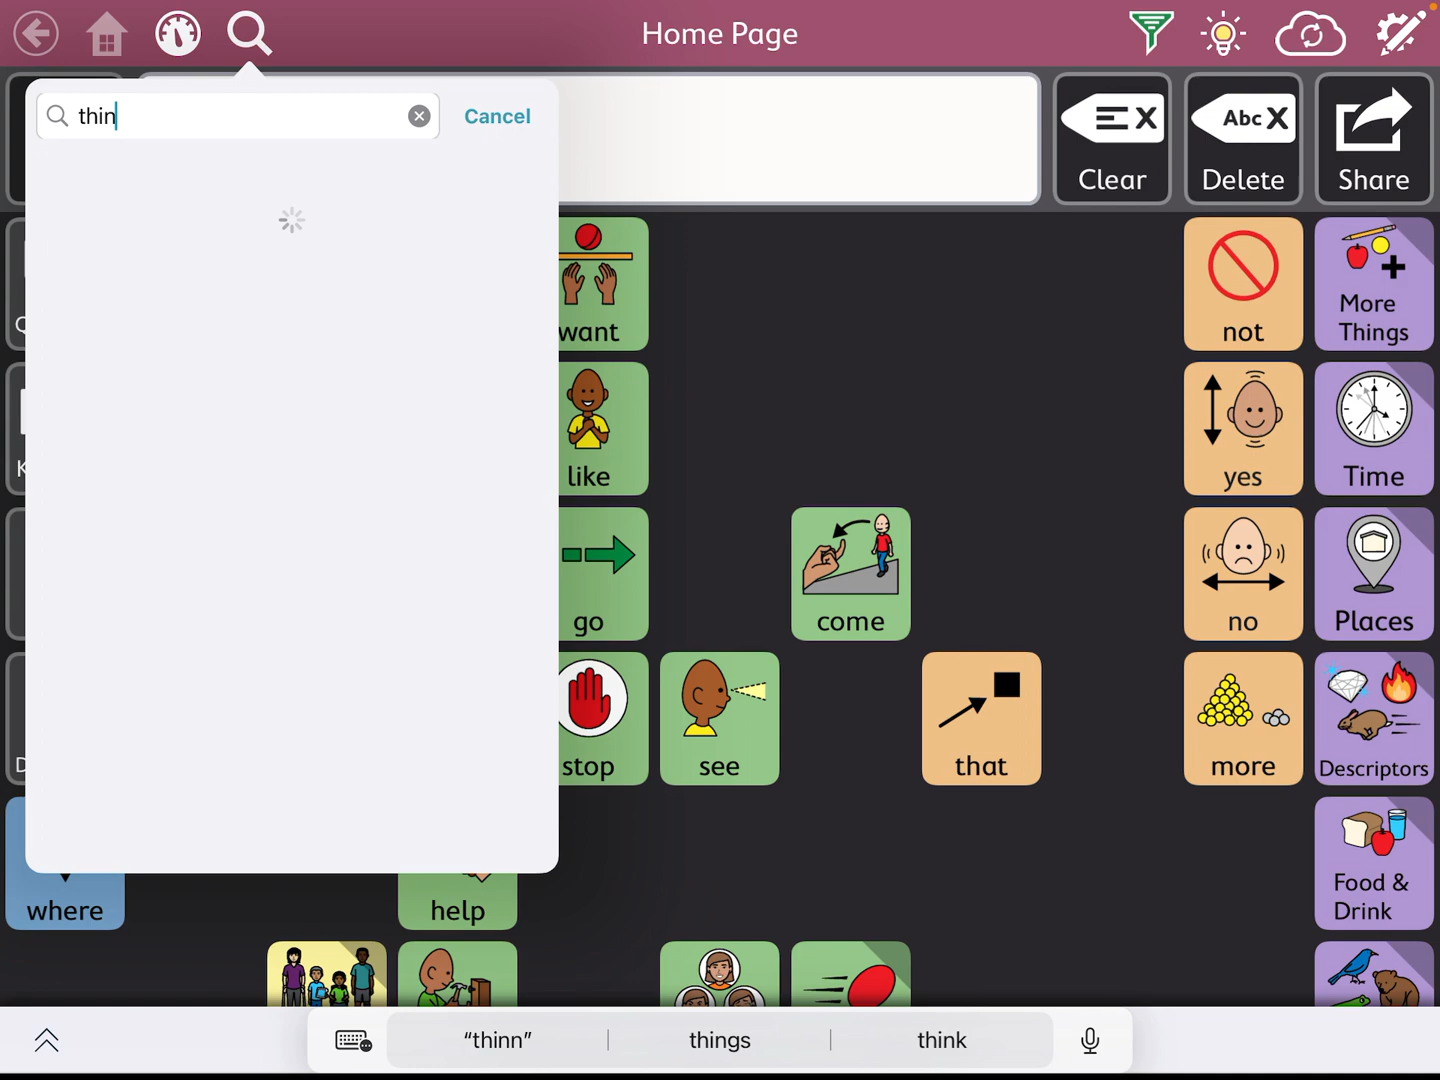 Home Page
thin
Cancel
X
Abc X
Clear
Delete
Share
want
not
More
Things
like
yes
Time
go
come
no
Places
stop
see
that
more
Descriptors
where
help
Food &
Drink
“thinn”
things
think